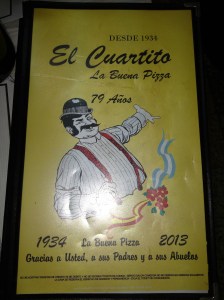 DESDE 1934
El Cuartito
La Buena Pizza
79 Años
1934 La Buena Pizza 2013
Gracias a Usted, a sus Padres y a sus Abuelos